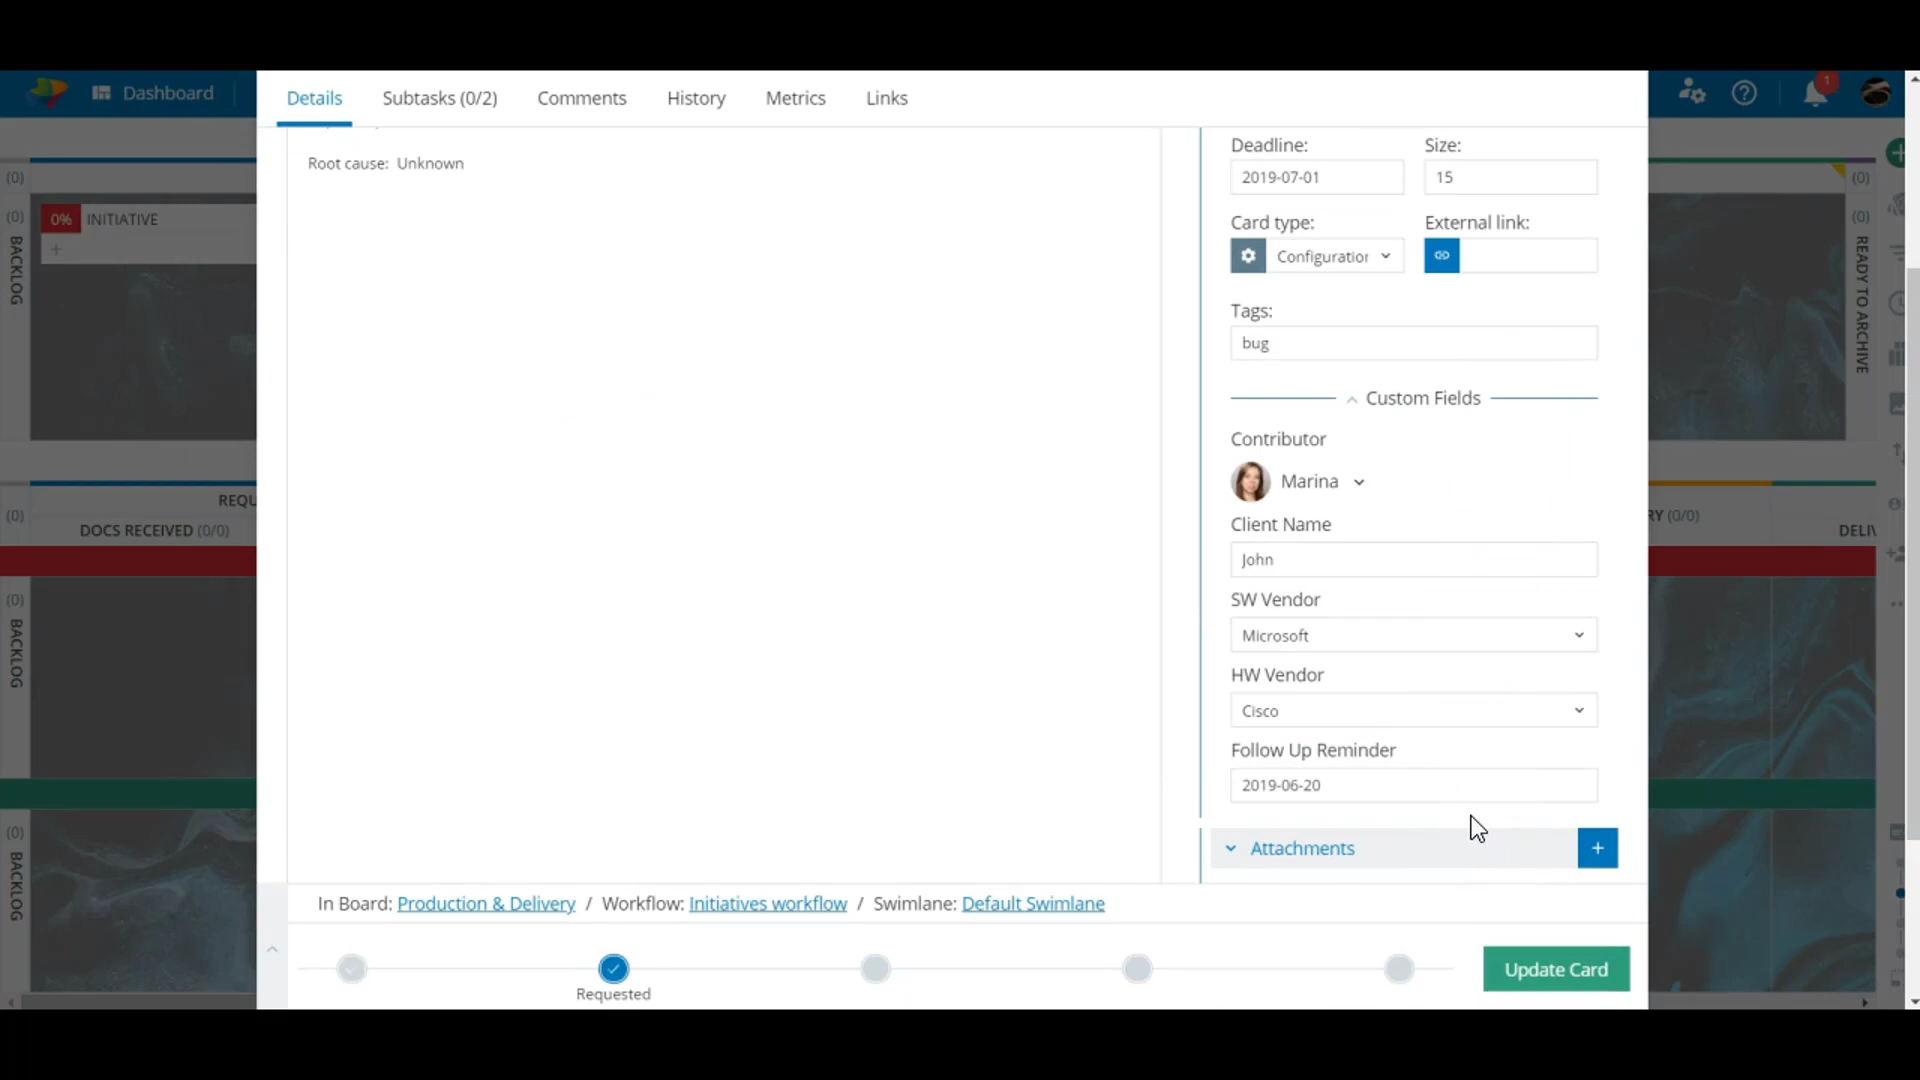 Dashboard
Details
Subtasks (0/2)
Comments
History
Metrics
Links
1
Root cause: Unknown
Deadline:
2019-07-01
Size:
15
Card type:
Configuration
External link:
Tags:
bug
Custom Fields
Contributor
Marina
Client Name
John
SW Vendor
Microsoft
HW Vendor
Cisco
Follow Up Reminder
2019-06-20
Attachments
+
In Board: Production & Delivery / Workflow: Initiatives workflow / Swimlane: Default Swimlane
Requested
Update Card
(0)
(0)
BACKLOG
0% INITIATIVE
+
(0)
REQU
DOCS RECEIVED (0/0)
(0)
BACKLOG
(0)
BACKLOG
(0)
(0)
READY TO ARCHIVE
RY (0/0)
DELIV